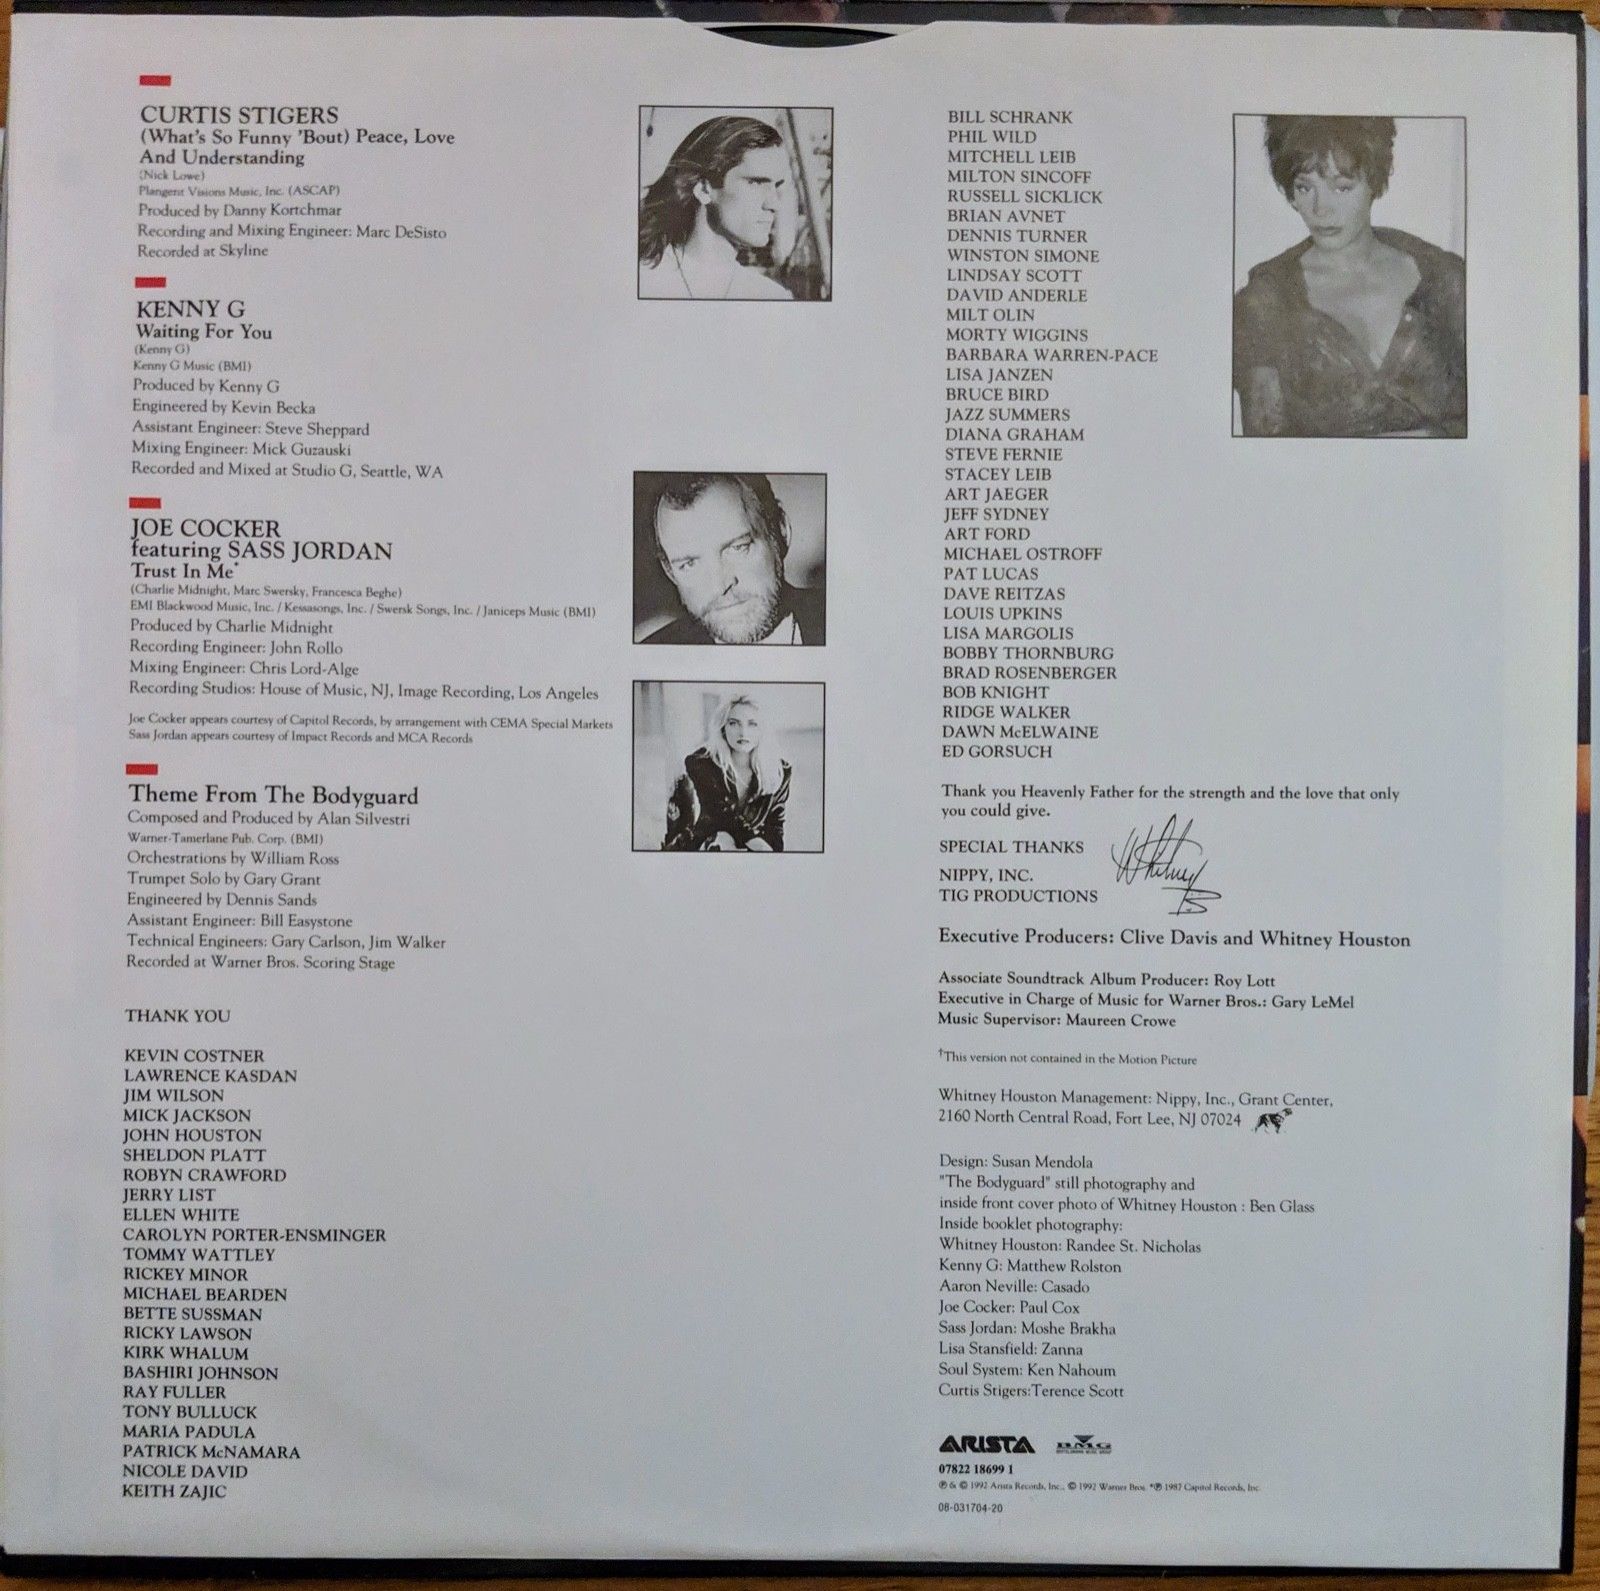 CURTIS STIGERS
(What's So Funny 'Bout) Peace, Love
And Understanding
(Nick Lowe)
Plangent Visions Music, Inc. (ASCAP)
Produced by Danny Kortchmar
Recording and Mixing Engineer: Marc DeSisto
Recorded at Skyline
KENNY G
Waiting For You
(Kenny G)
Kenny G Music (BMI)
Produced by Kenny G
Engineered by Kevin Becka
Assistant Engineer: Steve Sheppard
Mixing Engineer: Mick Guzauski
Recorded and Mixed at Studio G, Seattle, WA
JOE COCKER
featuring SASS JORDAN
Trust In Me*
(Charlie Midnight, Marc Swersky, Francesca Beghe)
EMI Blackwood Music, Inc. / Kessasongs, Inc. / Swersk Songs, Inc. / Janiceps Music (BMI)
Produced by Charlie Midnight
Recording Engineer: John Rollo
Mixing Engineer: Chris Lord-Alge
Recording Studios: House of Music, NJ, Image Recording, Los Angeles
Joe Cocker appears courtesy of Capitol Records, by arrangement with CEMA Special Markets
Sass Jordan appears courtesy of Impact Records and MCA Records
Theme From The Bodyguard
Composed and Produced by Alan Silvestri
Warner-Tamerlane Pub. Corp. (BMI)
Orchestrations by William Ross
Trumpet Solo by Gary Grant
Engineered by Dennis Sands
Assistant Engineer: Bill Easystone
Technical Engineers: Gary Carlson, Jim Walker
Recorded at Warner Bros. Scoring Stage
THANK YOU
KEVIN COSTNER
LAWRENCE KASDAN
JIM WILSON
MICK JACKSON
JOHN HOUSTON
SHELDON PLATT
ROBYN CRAWFORD
JERRY LIST
ELLEN WHITE
CAROLYN PORTER-ENSMINGER
TOMMY WATTLEY
RICKEY MINOR
MICHAEL BEARDEN
BETTE SUSSMAN
RICKY LAWSON
KIRK WHALUM
BASHIRI JOHNSON
RAY FULLER
TONY BULLUCK
MARIA PADULA
PATRICK McNAMARA
NICOLE DAVID
KEITH ZAJIC
BILL SCHRANK
PHIL WILD
MITCHELL LEIB
MILTON SINCOFF
RUSSELL SICKLICK
BRIAN AVNET
DENNIS TURNER
WINSTON SIMONE
LINDSAY SCOTT
DAVID ANDERLE
MILT OLIN
MORTY WIGGINS
BARBARA WARREN-PACE
LISA JANZEN
BRUCE BIRD
JAZZ SUMMERS
DIANA GRAHAM
STEVE FERNIE
STACEY LEIB
ART JAEGER
JEFF SYDNEY
ART FORD
MICHAEL OSTROFF
PAT LUCAS
DAVE REITZAS
LOUIS UPKINS
LISA MARGOLIS
BOBBY THORNBURG
BRAD ROSENBERGER
BOB KNIGHT
RIDGE WALKER
DAWN McELWAINE
ED GORSUCH
Thank you Heavenly Father for the strength and the love that only
you could give.
SPECIAL THANKS
Whitney
NIPPY, INC.
TIG PRODUCTIONS
Executive Producers: Clive Davis and Whitney Houston
Associate Soundtrack Album Producer: Roy Lott
Executive in Charge of Music for Warner Bros.: Gary LeMel
Music Supervisor: Maureen Crowe
†This version not contained in the Motion Picture
Whitney Houston Management: Nippy, Inc., Grant Center,
2160 North Central Road, Fort Lee, NJ 07024
Design: Susan Mendola
"The Bodyguard" still photography and
inside front cover photo of Whitney Houston : Ben Glass
Inside booklet photography:
Whitney Houston: Randee St. Nicholas
Kenny G: Matthew Rolston
Aaron Neville: Casado
Joe Cocker: Paul Cox
Sass Jordan: Moshe Brakha
Lisa Stansfield: Zanna
Soul System: Ken Nahoum
Curtis Stigers:Terence Scott
ARISTA BMG
07822 18699 1
℗ & © 1992 Arista Records, Inc., © 1992 Warner Bros. *℗ 1987 Capitol Records, Inc.
08-031704-20